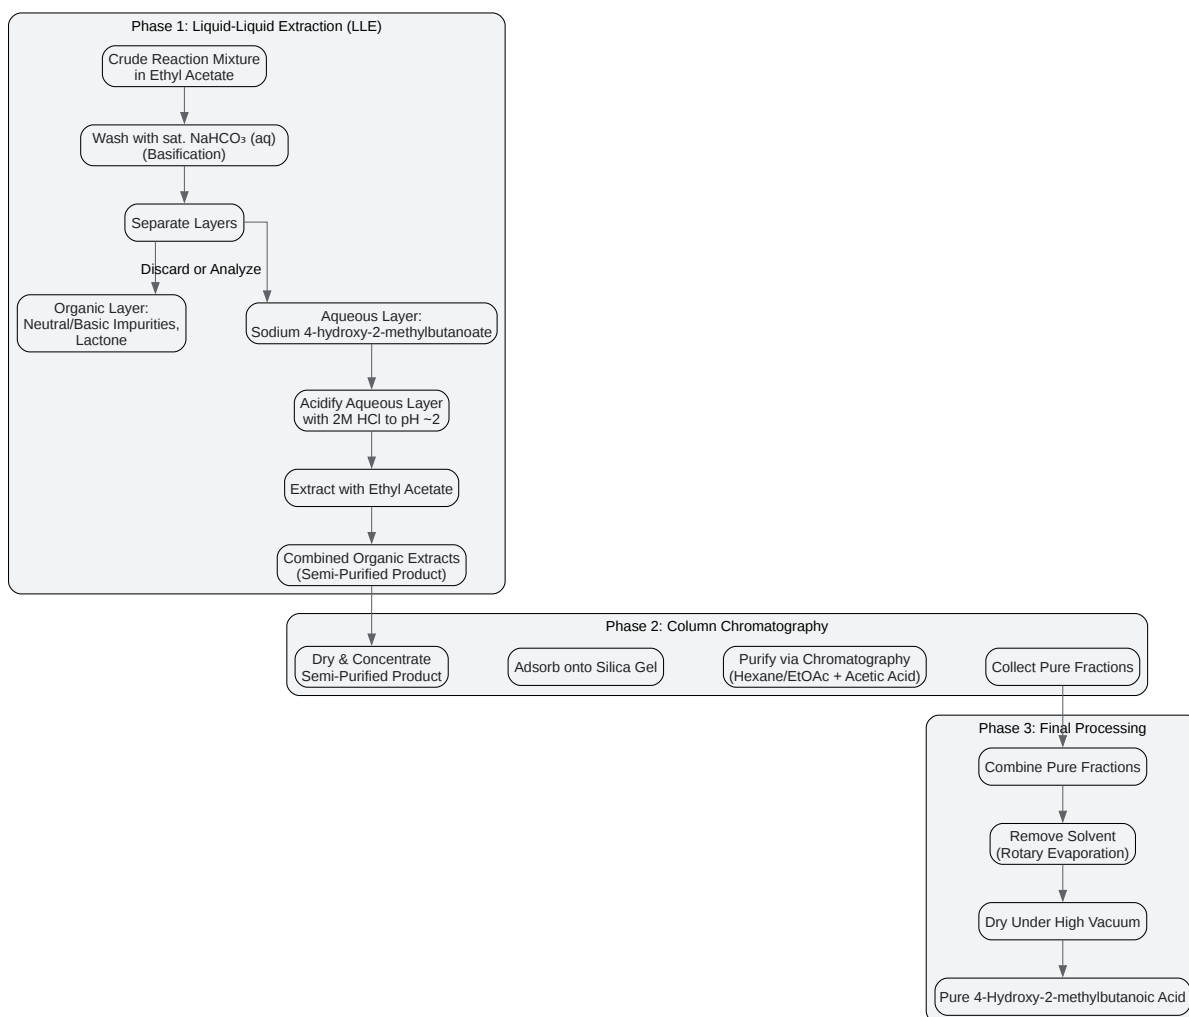 Phase 1: Liquid-Liquid Extraction (LLE)
Crude Reaction Mixture
in Ethyl Acetate
Wash with sat. NaHCO₃ (aq)
(Basification)
Separate Layers
Discard or Analyze
Organic Layer:
Neutral/Basic Impurities,
Lactone
Aqueous Layer:
Sodium 4-hydroxy-2-methylbutanoate
Acidify Aqueous Layer
with 2M HCl to pH ~2
Extract with Ethyl Acetate
Combined Organic Extracts
(Semi-Purified Product)
Phase 2: Column Chromatography
Dry & Concentrate
Semi-Purified Product
Adsorb onto Silica Gel
Purify via Chromatography
(Hexane/EtOAc + Acetic Acid)
Collect Pure Fractions
Phase 3: Final Processing
Combine Pure Fractions
Remove Solvent
(Rotary Evaporation)
Dry Under High Vacuum
Pure 4-Hydroxy-2-methylbutanoic Acid